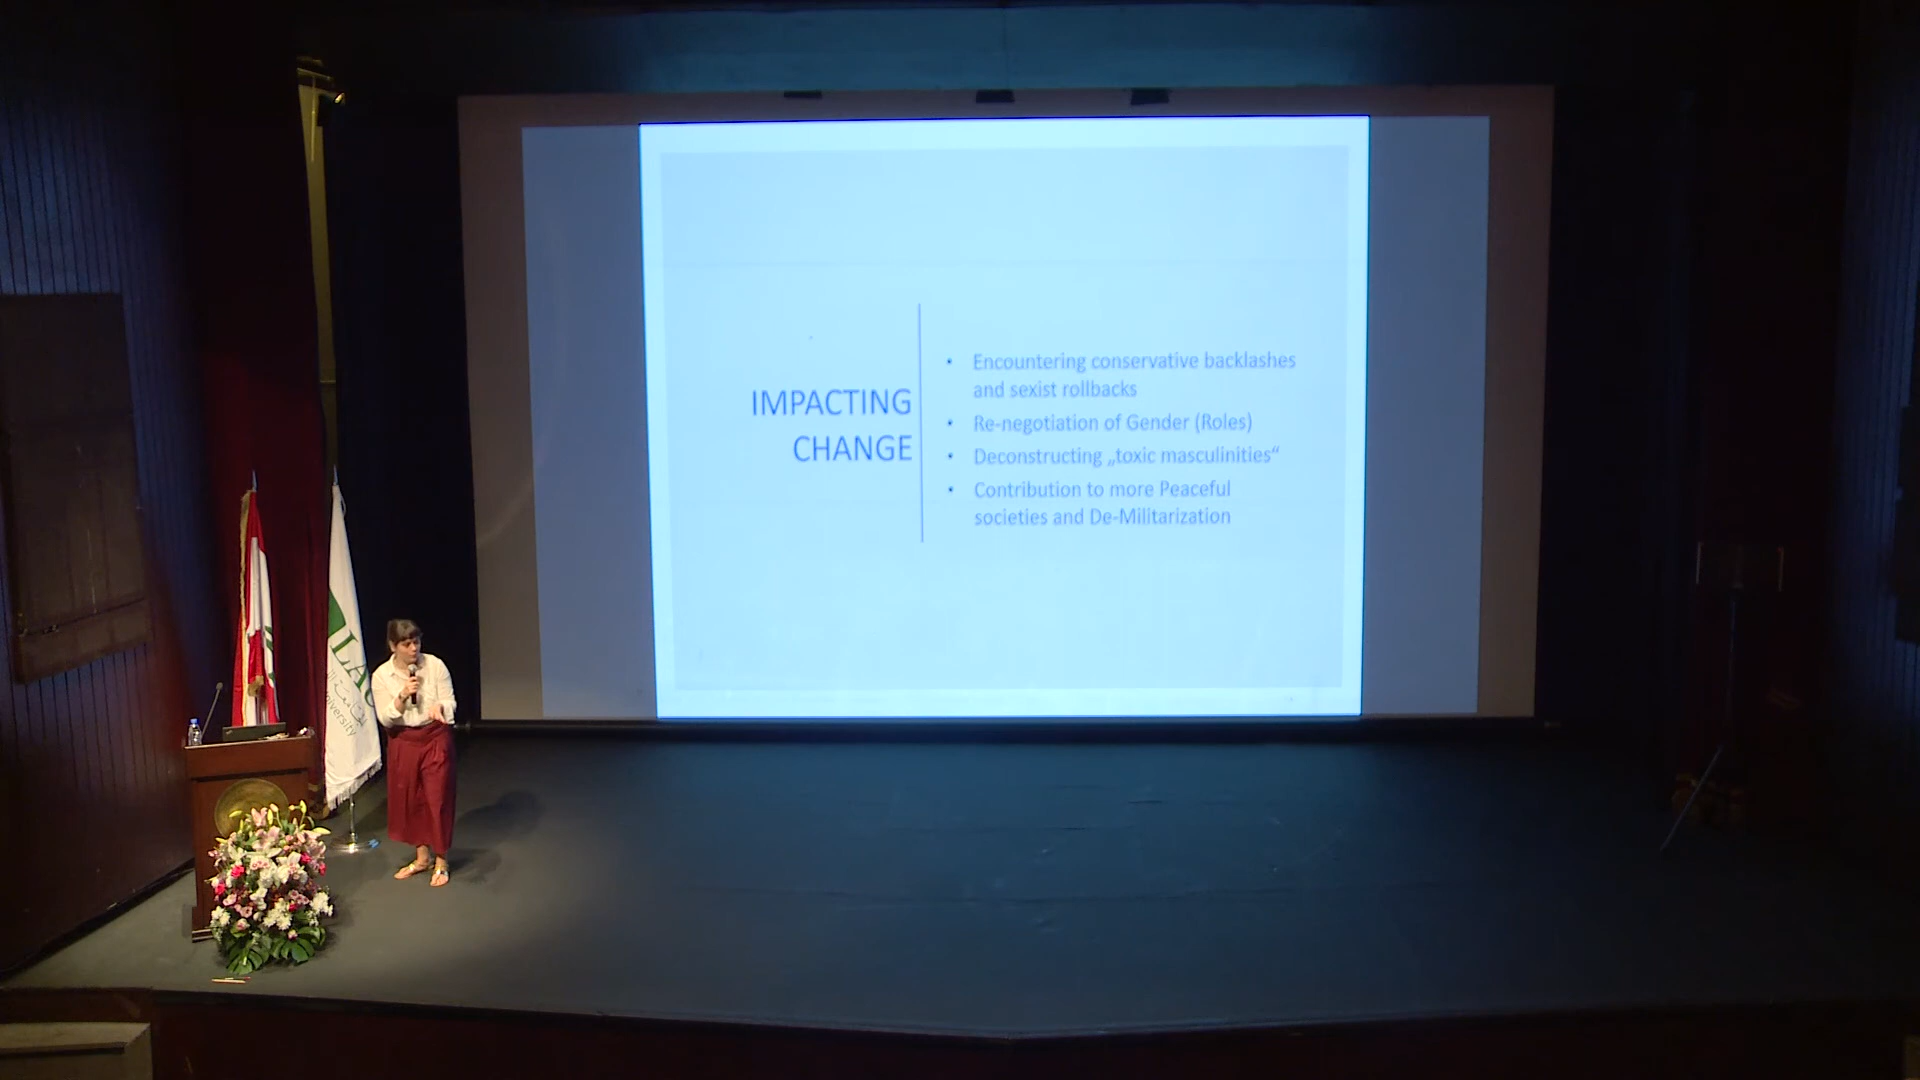 IMPACTING
CHANGE
• Encountering conservative backlashes
and sexist rollbacks
• Re-negotiation of Gender (Roles)
• Deconstructing „toxic masculinities“
• Contribution to more Peaceful
societies and De-Militarization
LAU